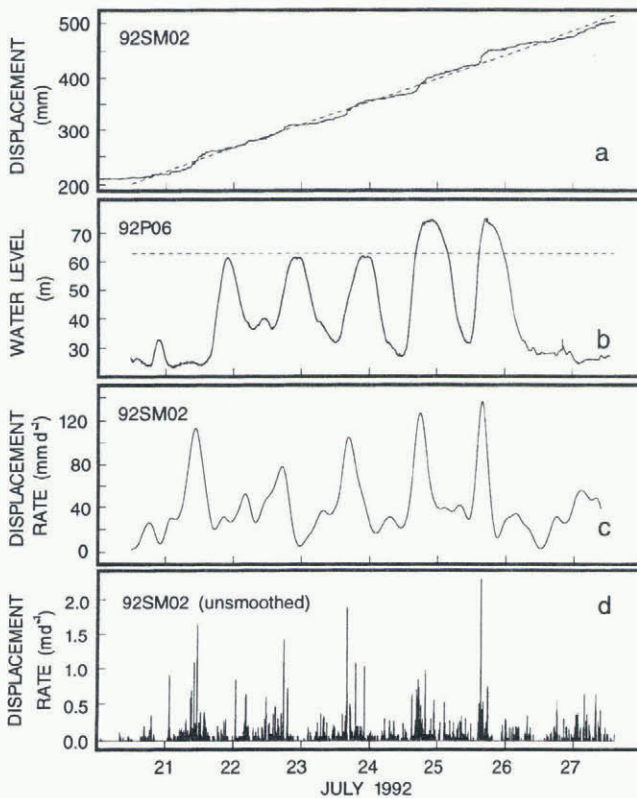 500
92SM02
400
300
200
DISPLACEMENT
(mm)
a
92P06
70
60
50
40
30
WATER LEVEL
(m)
b
92SM02
120
80
40
0
DISPLACEMENT
RATE (mm d⁻¹)
c
92SM02 (unsmoothed)
d
2.0
1.5
1.0
0.5
0.0
DISPLACEMENT
RATE (md⁻¹)
21 22 23 24 25 26 27
JULY 1992